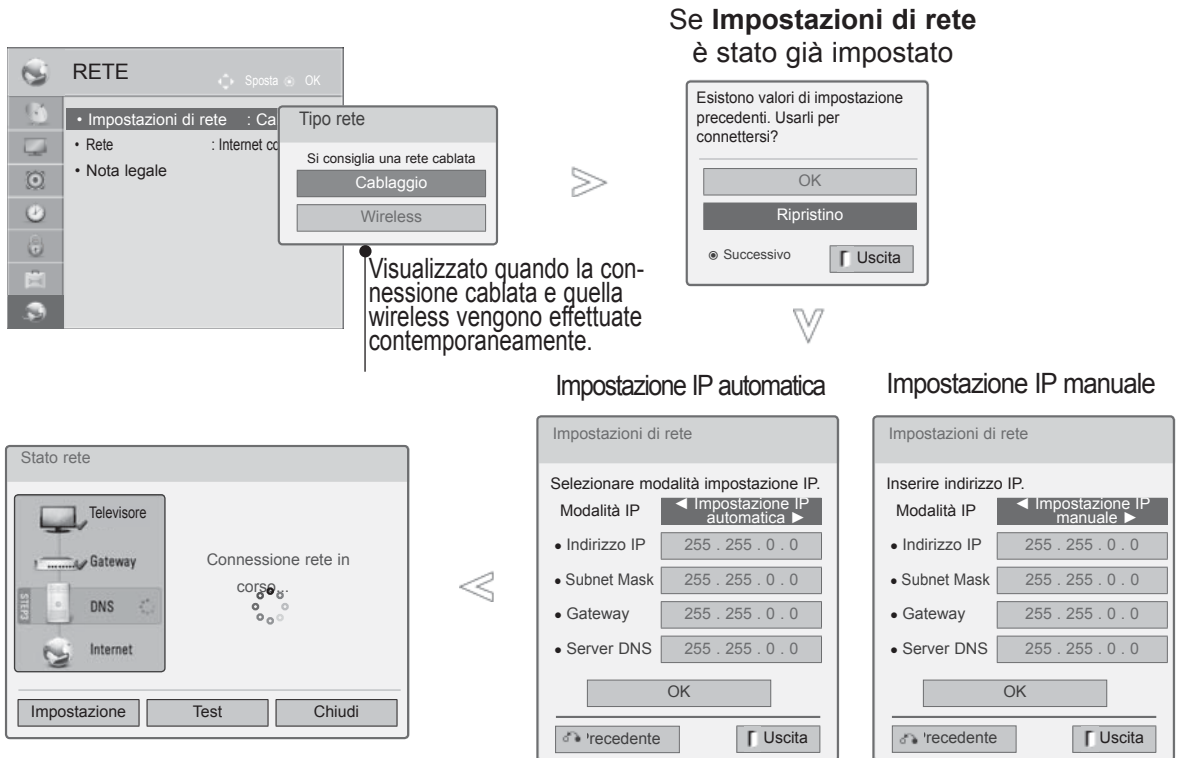 Se Impostazioni di rete
è stato già impostato
RETE
Sposta OK
• Impostazioni di rete : Ca
• Rete : Internet co
• Nota legale
Tipo rete
Si consiglia una rete cablata
Cablaggio
Wireless
Visualizzato quando la con-
nessione cablata e quella
wireless vengono effettuate
contemporaneamente.
Esistono valori di impostazione
precedenti. Usarli per
connettersi?
OK
Ripristino
Successivo
Uscita
Impostazione IP automatica
Impostazioni di rete
Selezionare modalità impostazione IP.
Modalità IP ◄ Impostazione IP
automatica ►
• Indirizzo IP 255 . 255 . 0 . 0
• Subnet Mask 255 . 255 . 0 . 0
• Gateway 255 . 255 . 0 . 0
• Server DNS 255 . 255 . 0 . 0
OK
'recedente
Uscita
Impostazione IP manuale
Impostazioni di rete
Inserire indirizzo IP.
Modalità IP ◄ Impostazione IP
manuale ►
• Indirizzo IP 255 . 255 . 0 . 0
• Subnet Mask 255 . 255 . 0 . 0
• Gateway 255 . 255 . 0 . 0
• Server DNS 255 . 255 . 0 . 0
OK
'recedente
Uscita
Stato rete
Televisore
Gateway
STEP3
DNS
Internet
Connessione rete in
corso...
Impostazione
Test
Chiudi